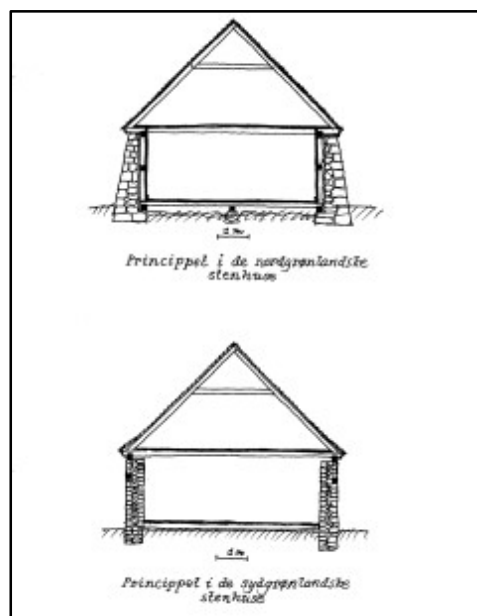 Princippet i de nordgrønlandske
stenhuse
Princippet i de sydgrønlandske
stenhuse